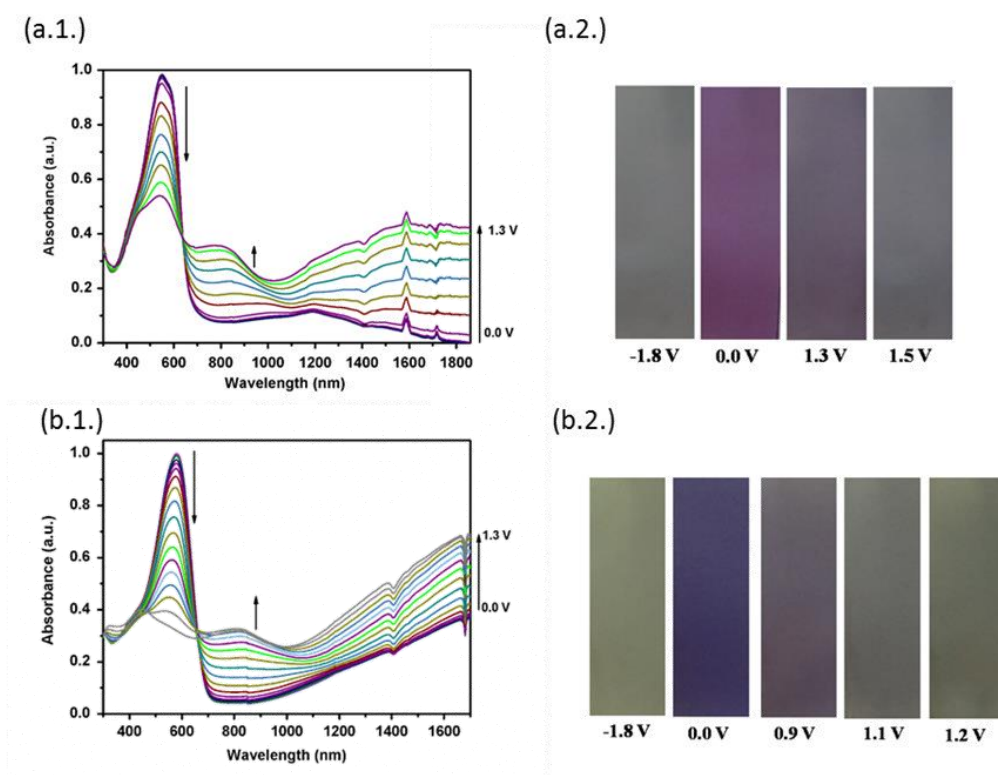 (a.1.)
(a.2.)
1.0
0.8
0.6
0.4
0.2
0.0
Absorbance (a.u.)
400 600 800 1000 1200 1400 1600 1800
Wavelength (nm)
1.3 V
0.0 V
-1.8 V 0.0 V 1.3 V 1.5 V
(b.1.)
(b.2.)
1.0
0.8
0.6
0.4
0.2
0.0
Absorbance (a.u.)
400 600 800 1000 1200 1400 1600
Wavelength (nm)
1.3 V
0.0 V
-1.8 V 0.0 V 0.9 V 1.1 V 1.2 V